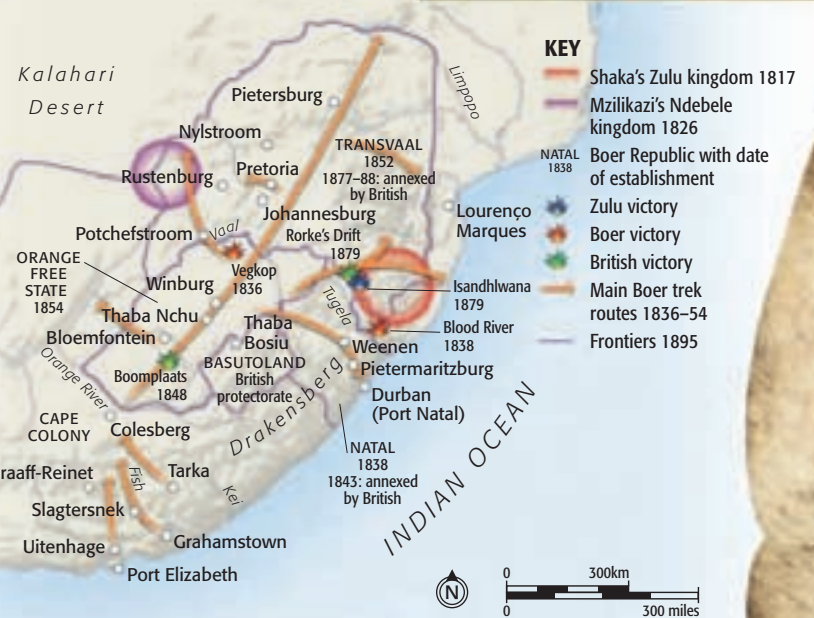 Kalahari
Desert
Limpopo
Pietersburg
Nylstroom
TRANSVAAL
1852
1877–88: annexed
by British
Rustenburg
Pretoria
Johannesburg
Lourenço
Marques
Potchefstroom
Vaal
Rorke's Drift
1879
ORANGE
FREE
STATE
1854
Vegkop
1836
Winburg
Isandhlwana
1879
Tugela
Thaba Nchu
Thaba
Bosiu
Blood River
1838
Bloemfontein
Weenen
BASUTOLAND
British
protectorate
Pietermaritzburg
Boomplaats
1848
Orange River
Drakensberg
Durban
(Port Natal)
CAPE
COLONY
Colesberg
NATAL
1838
1843: annexed
by British
INDIAN OCEAN
raaff-Reinet
Tarka
Fish
Kei
Slagtersnek
Uitenhage
Grahamstown
Port Elizabeth
KEY
Shaka's Zulu kingdom 1817
Mzilikazi's Ndebele
kingdom 1826
NATAL
1838
Boer Republic with date
of establishment
Zulu victory
Boer victory
British victory
Main Boer trek
routes 1836–54
Frontiers 1895
N
0 300km
0 300 miles